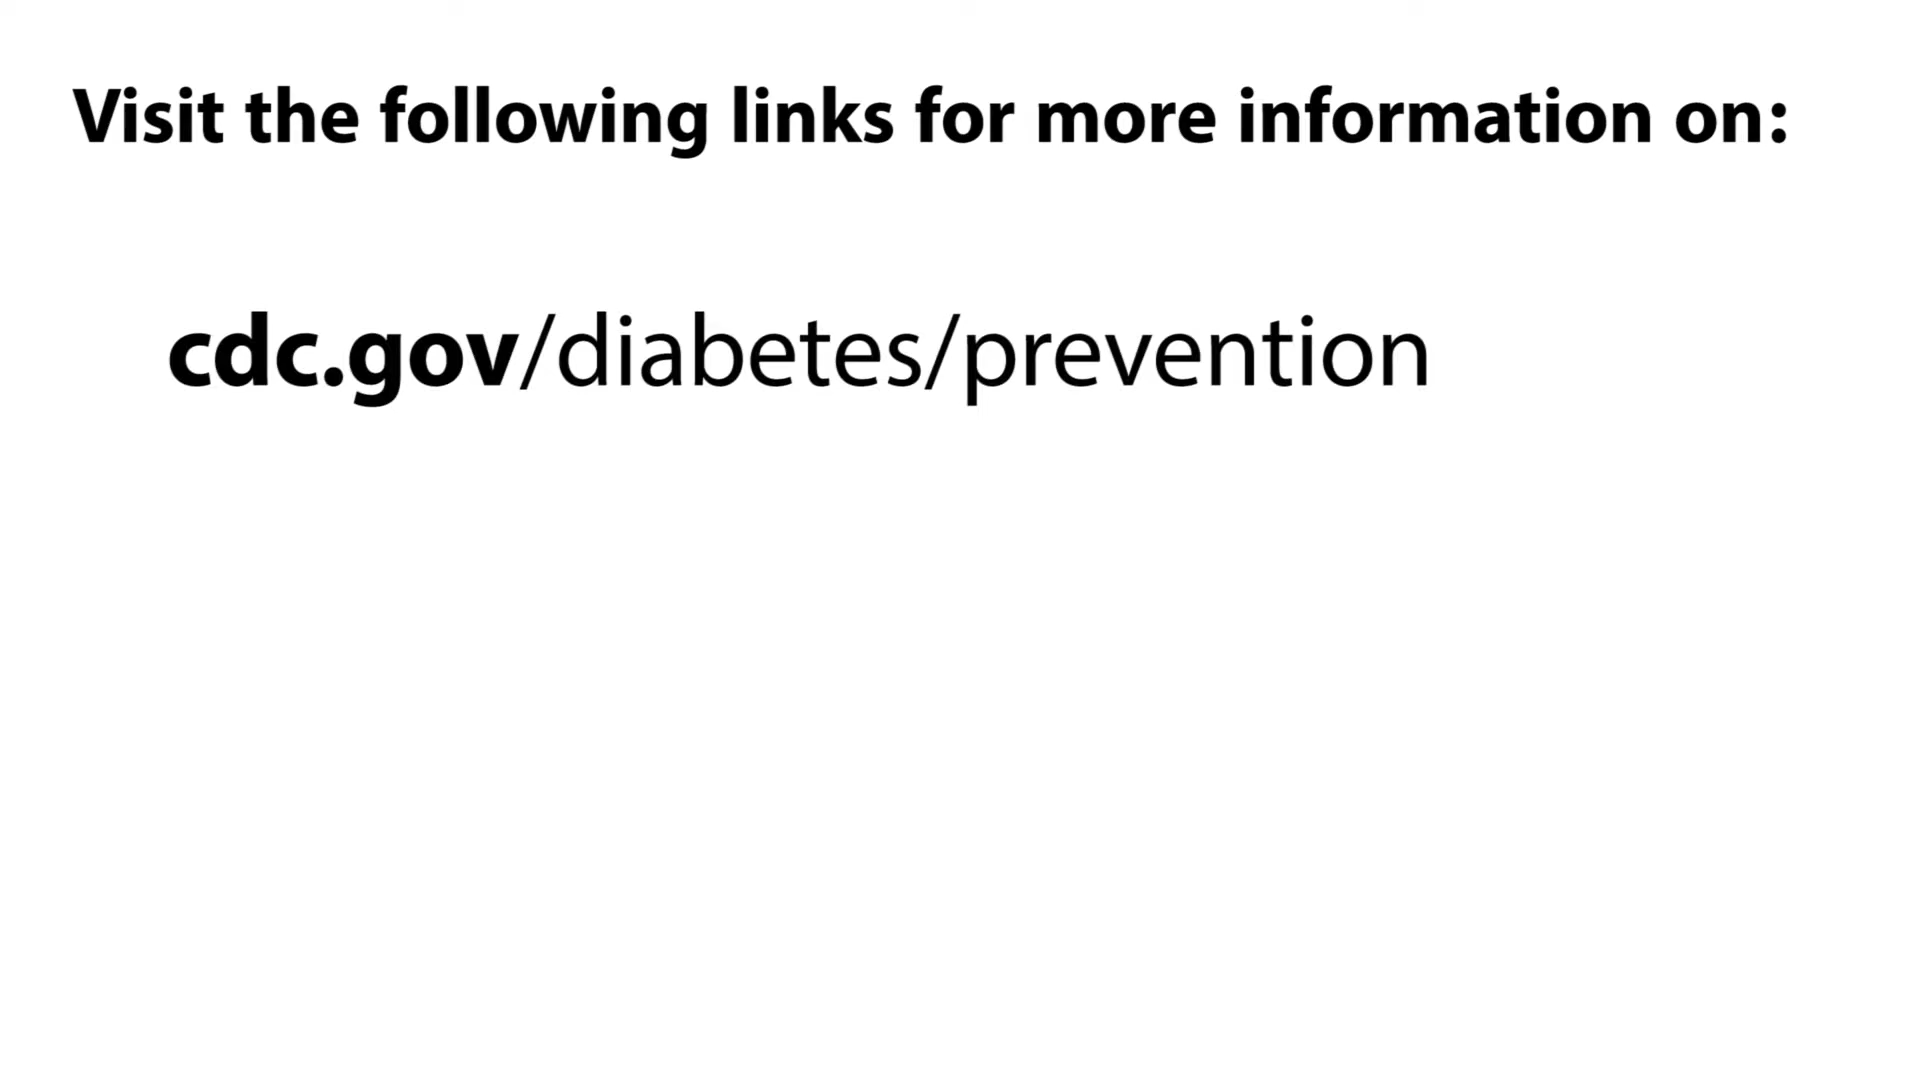 Visit the following links for more information on:
cdc.gov/diabetes/prevention